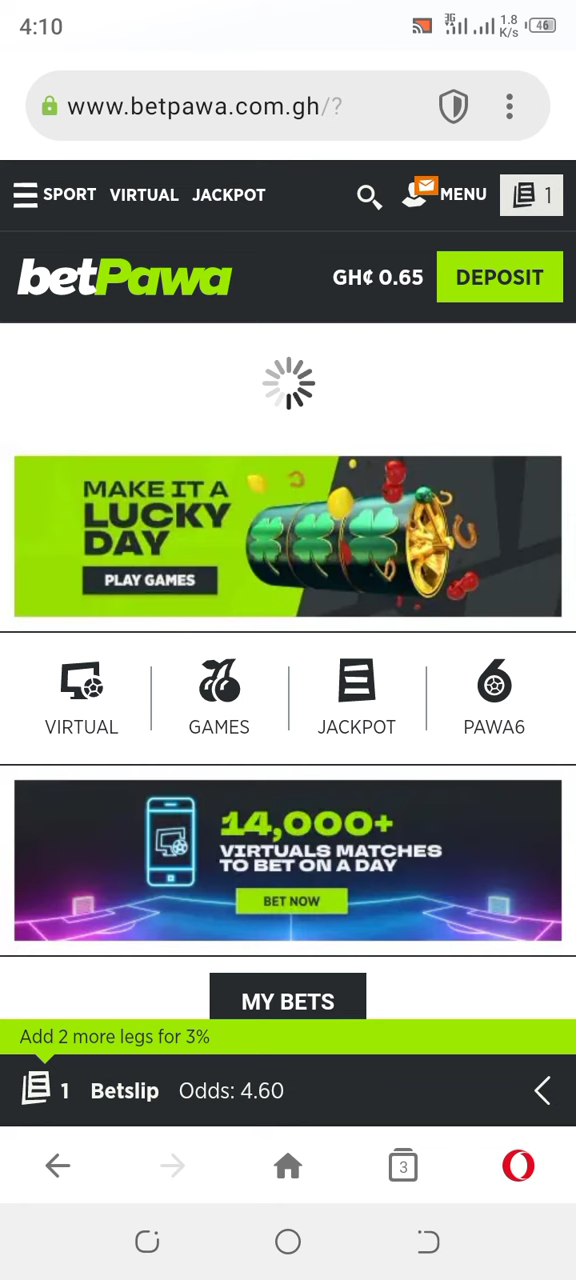 4:10
3G
1.8
K/s
46
www.betpawa.com.gh/?
SPORT VIRTUAL JACKPOT MENU 1
betPawa GH¢ 0.65 DEPOSIT
MAKE IT A
LUCKY
DAY
PLAY GAMES
VIRTUAL GAMES JACKPOT PAWA6
14,000+
VIRTUALS MATCHES
TO BET ON A DAY
BET NOW
MY BETS
Add 2 more legs for 3%
1 Betslip Odds: 4.60
3